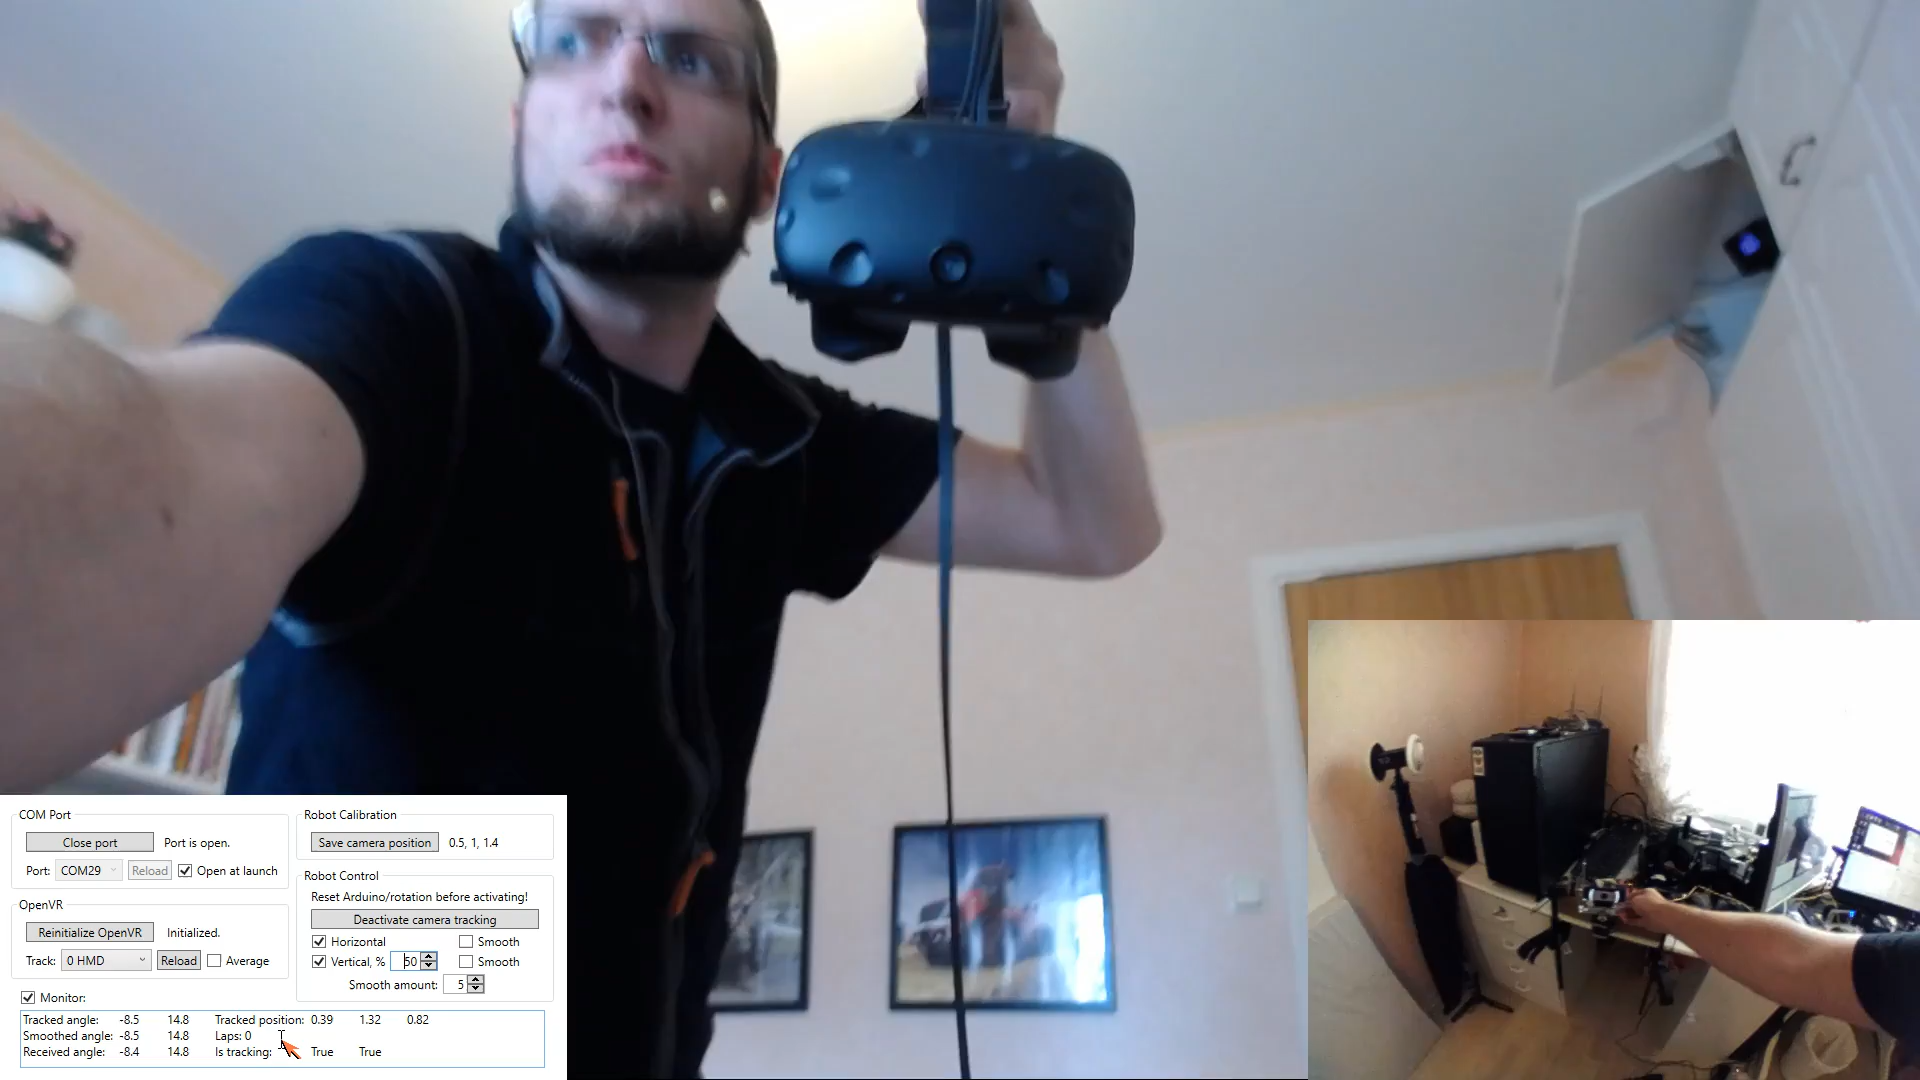 COM Port
Close port Port is open.
Port: COM29 Reload Open at launch
OpenVR
Reinitialize OpenVR Initialized.
Track: 0 HMD Reload Average
Robot Calibration
Save camera position 0.5, 1, 1.4
Robot Control
Reset Arduino/rotation before activating!
Deactivate camera tracking
Horizontal Smooth
Vertical, % 50 Smooth
Smooth amount: 5
Monitor:
Tracked angle: -8.5 14.8 Tracked position: 0.39 1.32 0.82
Smoothed angle: -8.5 14.8 Laps: 0
Received angle: -8.4 14.8 Is tracking: True True